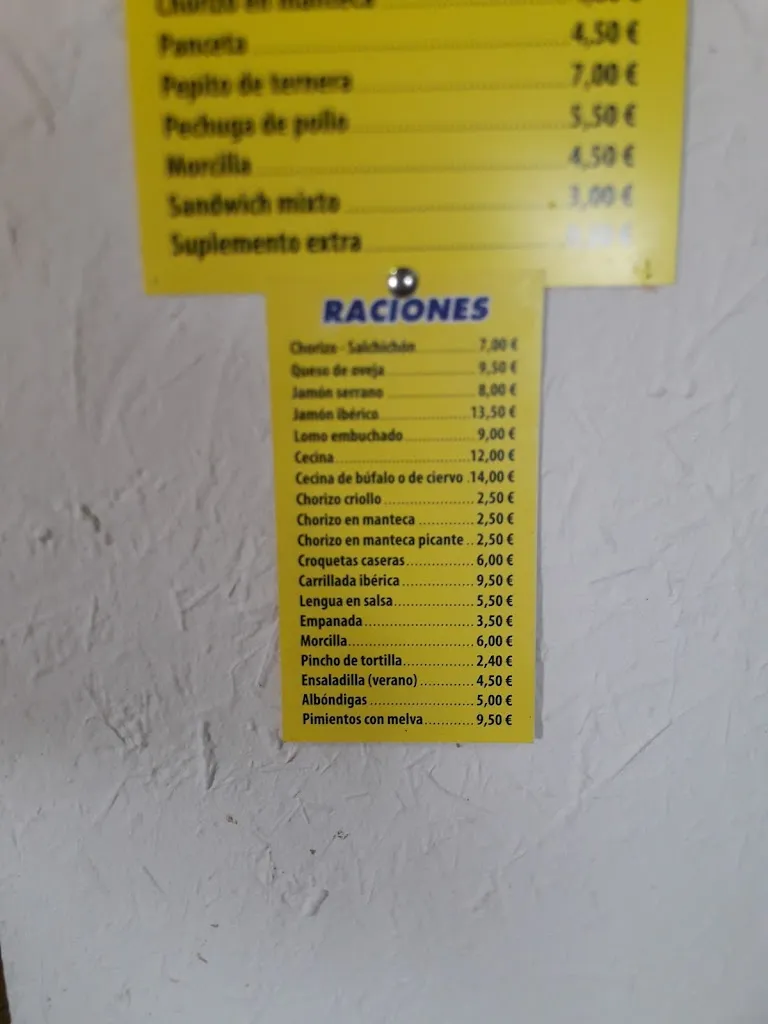 Chorizo en manteca
Panceta 4,50 €
Pepito de ternera 7,00 €
Pechuga de pollo 5,50 €
Morcilla 4,50 €
Sandwich mixto 3,00 €
Suplemento extra
RACIONES
Chorizo - Salchichón 7,00 €
Queso de oveja 9,50 €
Jamón serrano 8,00 €
Jamón ibérico 13,50 €
Lomo embuchado 9,00 €
Cecina 12,00 €
Cecina de búfalo o de ciervo 14,00 €
Chorizo criollo 2,50 €
Chorizo en manteca 2,50 €
Chorizo en manteca picante 2,50 €
Croquetas caseras 6,00 €
Carrillada ibérica 9,50 €
Lengua en salsa 5,50 €
Empanada 3,50 €
Morcilla 6,00 €
Pincho de tortilla 2,40 €
Ensaladilla (verano) 4,50 €
Albóndigas 5,00 €
Pimientos con melva 9,50 €